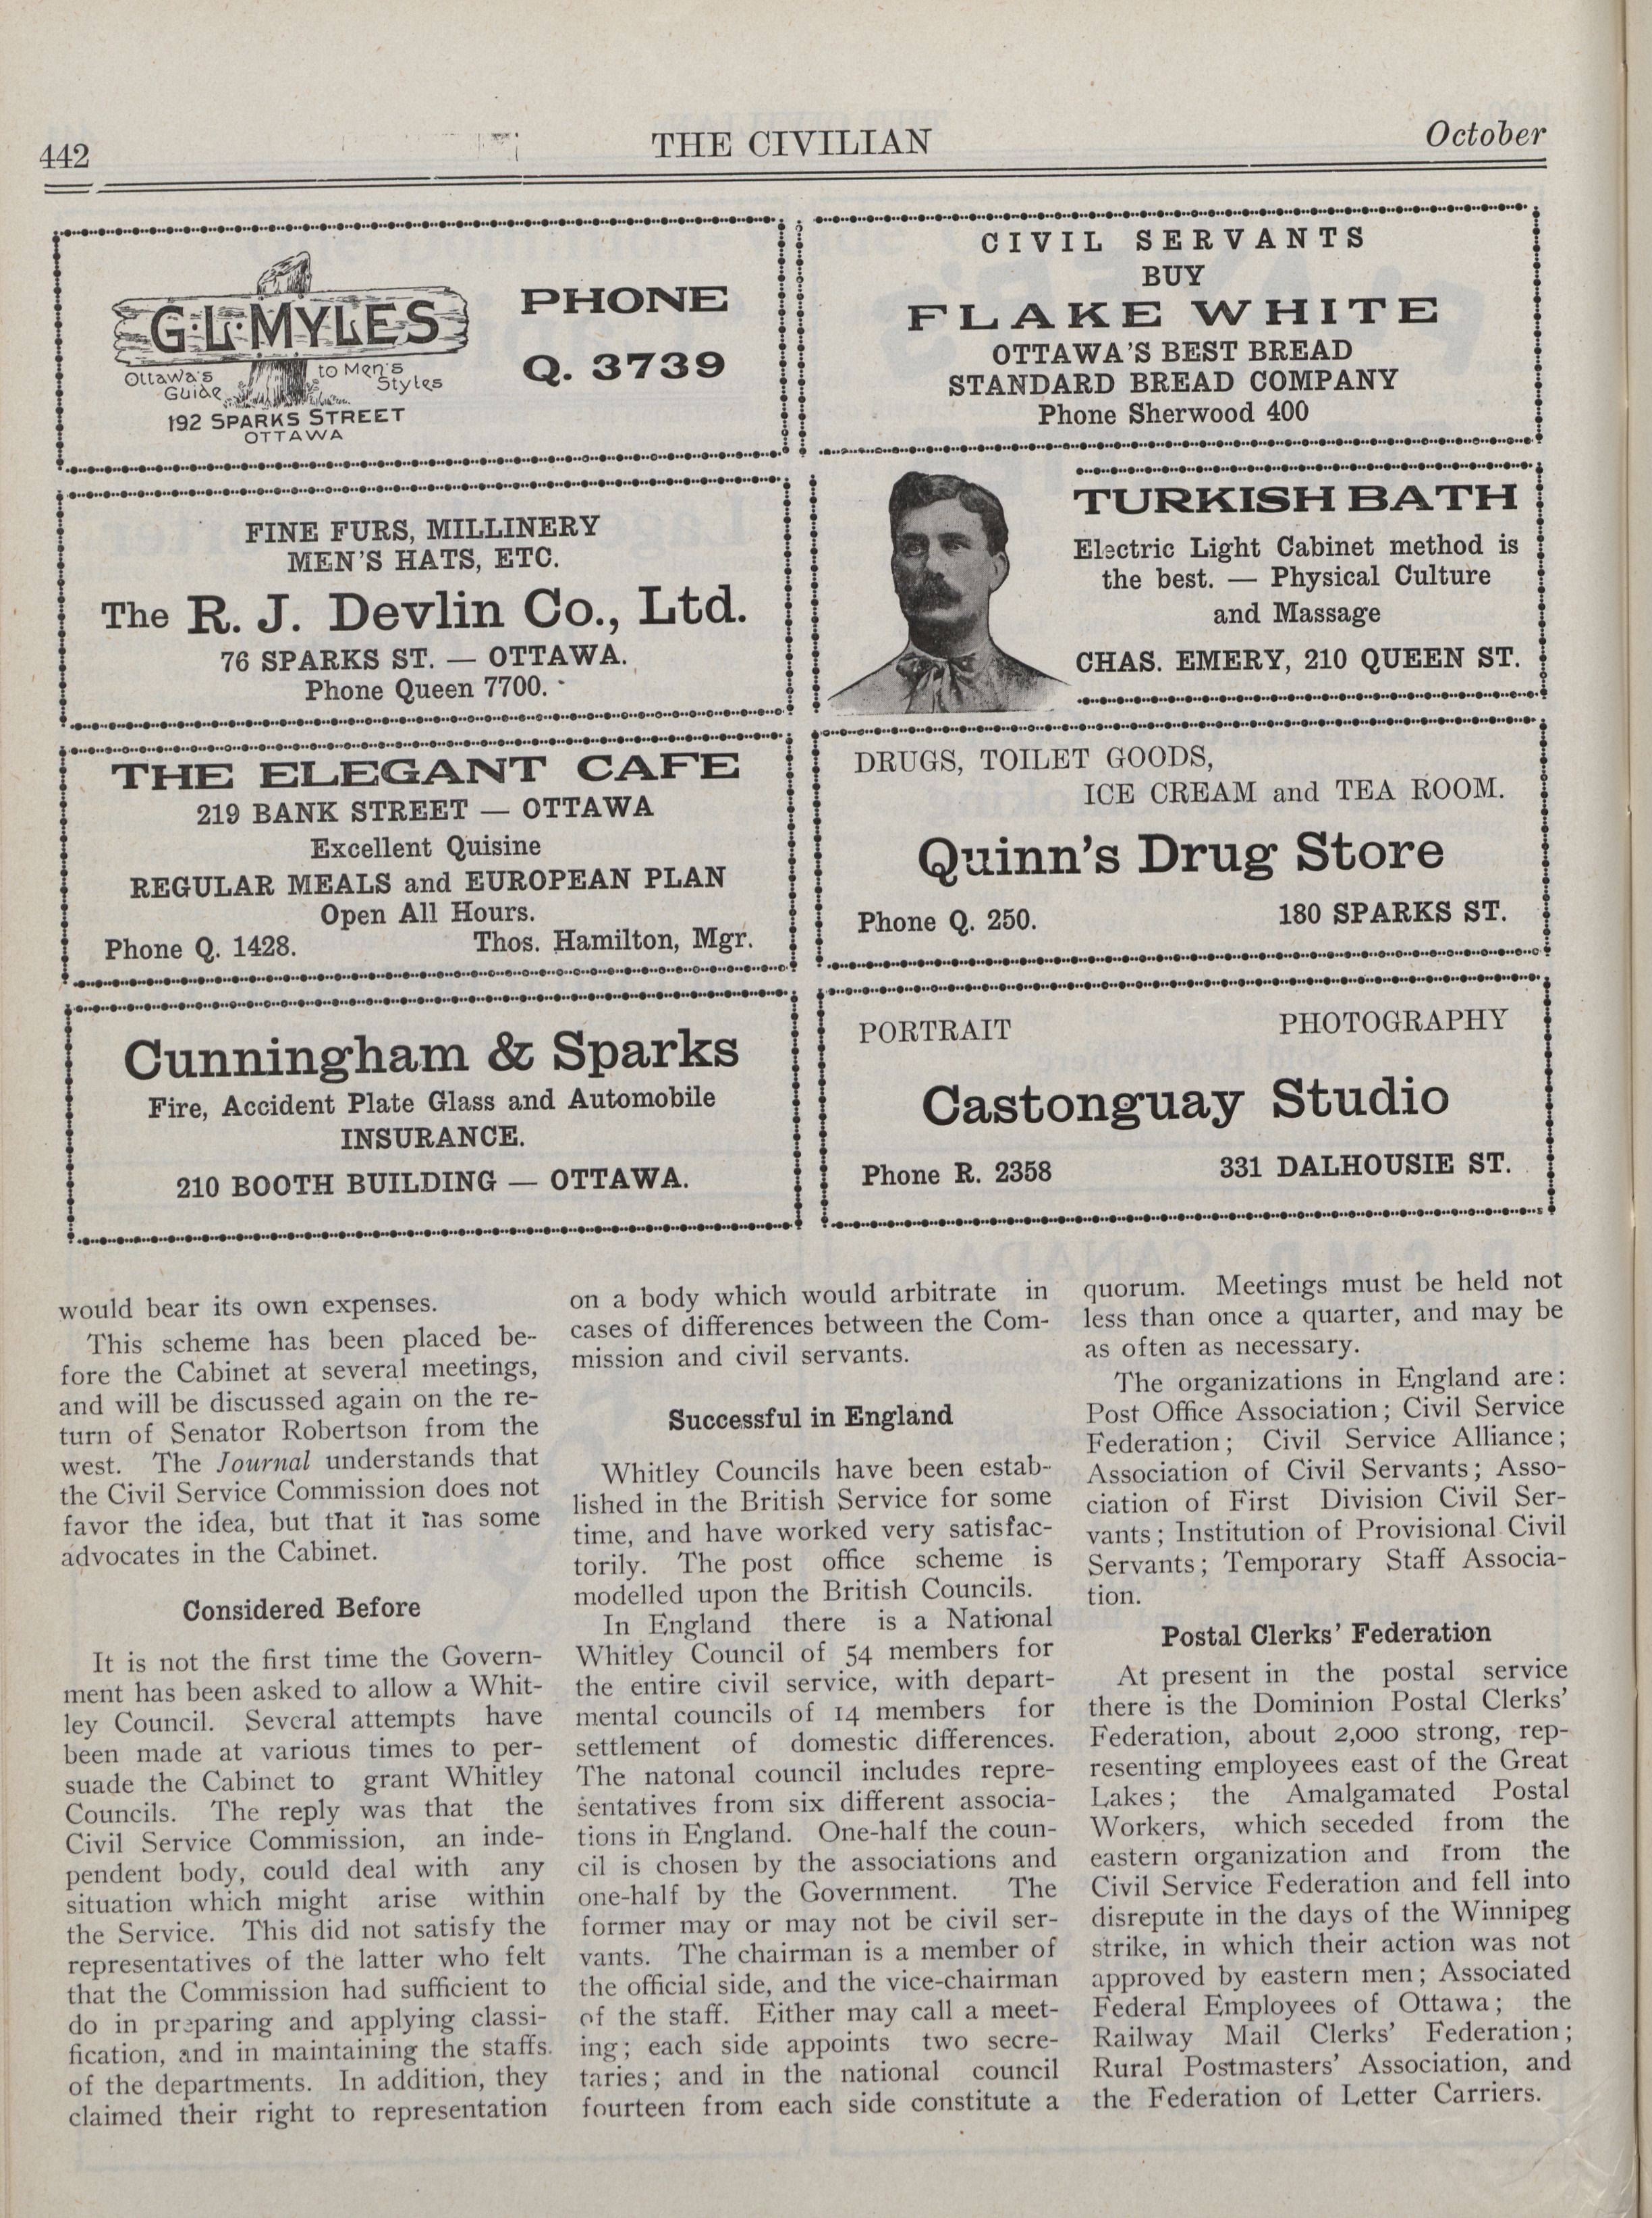 442
THE CIVILIAN
October
G. L. MYLES
Ottawa's Guide to Men's Styles
192 SPARKS STREET
OTTAWA
PHONE
Q. 3739
CIVIL SERVANTS
BUY
FLAKE WHITE
OTTAWA'S BEST BREAD
STANDARD BREAD COMPANY
Phone Sherwood 400
FINE FURS, MILLINERY
MEN'S HATS, ETC.
The R. J. Devlin Co., Ltd.
76 SPARKS ST. — OTTAWA.
Phone Queen 7700.
TURKISH BATH
Electric Light Cabinet method is
the best. — Physical Culture
and Massage
CHAS. EMERY, 210 QUEEN ST.
THE ELEGANT CAFE
219 BANK STREET — OTTAWA
Excellent Quisine
REGULAR MEALS and EUROPEAN PLAN
Open All Hours.
Phone Q. 1428. Thos. Hamilton, Mgr.
DRUGS, TOILET GOODS,
ICE CREAM and TEA ROOM.
Quinn's Drug Store
Phone Q. 250. 180 SPARKS ST.
Cunningham & Sparks
Fire, Accident Plate Glass and Automobile
INSURANCE.
210 BOOTH BUILDING — OTTAWA.
PORTRAIT PHOTOGRAPHY
Castonguay Studio
Phone R. 2358 331 DALHOUSIE ST.
would bear its own expenses.
This scheme has been placed be-
fore the Cabinet at several meetings,
and will be discussed again on the re-
turn of Senator Robertson from the
west. The Journal understands that
the Civil Service Commission does not
favor the idea, but that it has some
advocates in the Cabinet.
Considered Before
It is not the first time the Govern-
ment has been asked to allow a Whit-
ley Council. Several attempts have
been made at various times to per-
suade the Cabinet to grant Whitley
Councils. The reply was that the
Civil Service Commission, an inde-
pendent body, could deal with any
situation which might arise within
the Service. This did not satisfy the
representatives of the latter who felt
that the Commission had sufficient to
do in preparing and applying classi-
fication, and in maintaining the staffs.
of the departments. In addition, they
claimed their right to representation
on a body which would arbitrate in
cases of differences between the Com-
mission and civil servants.
Successful in England
Whitley Councils have been estab-
lished in the British Service for some
time, and have worked very satisfac-
torily. The post office scheme is
modelled upon the British Councils.
In England there is a National
Whitley Council of 54 members for
the entire civil service, with depart-
mental councils of 14 members for
settlement of domestic differences.
The natonal council includes repre-
sentatives from six different associa-
tions in England. One-half the coun-
cil is chosen by the associations and
one-half by the Government. The
former may or may not be civil ser-
vants. The chairman is a member of
the official side, and the vice-chairman
of the staff. Either may call a meet-
ing; each side appoints two secre-
taries; and in the national council
fourteen from each side constitute a
quorum. Meetings must be held not
less than once a quarter, and may be
as often as necessary.
The organizations in England are:
Post Office Association; Civil Service
Federation; Civil Service Alliance;
Association of Civil Servants; Asso-
ciation of First Division Civil Ser-
vants; Institution of Provisional Civil
Servants; Temporary Staff Associa-
tion.
Postal Clerks' Federation
At present in the postal service
there is the Dominion Postal Clerks'
Federation, about 2,000 strong, rep-
resenting employees east of the Great
Lakes; the Amalgamated Postal
Workers, which seceded from the
eastern organization and from the
Civil Service Federation and fell into
disrepute in the days of the Winnipeg
strike, in which their action was not
approved by eastern men; Associated
Federal Employees of Ottawa; the
Railway Mail Clerks' Federation;
Rural Postmasters' Association, and
the Federation of Letter Carriers.